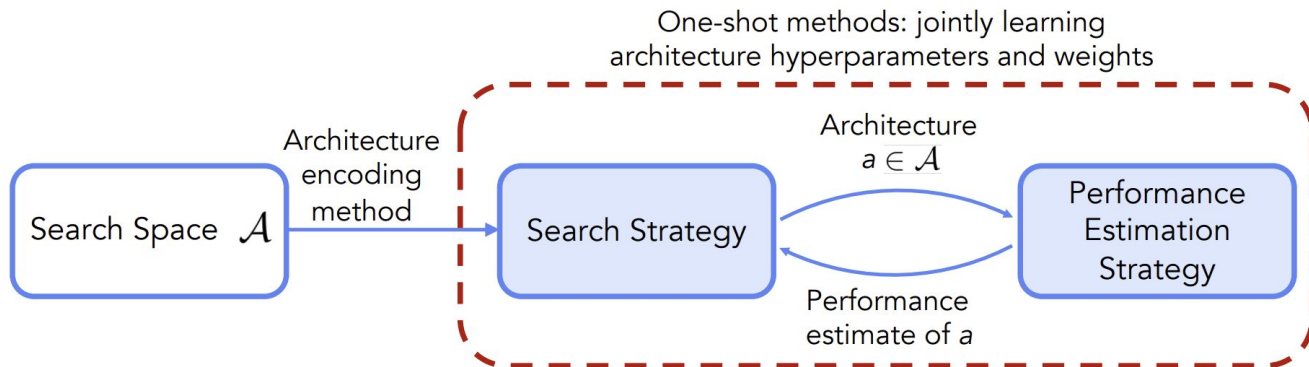 One-shot methods: jointly learning
architecture hyperparameters and weights
Architecture
encoding
method
Search Space 𝒜
Search Strategy
Architecture
a ∈ 𝒜
Performance
estimate of a
Performance
Estimation
Strategy